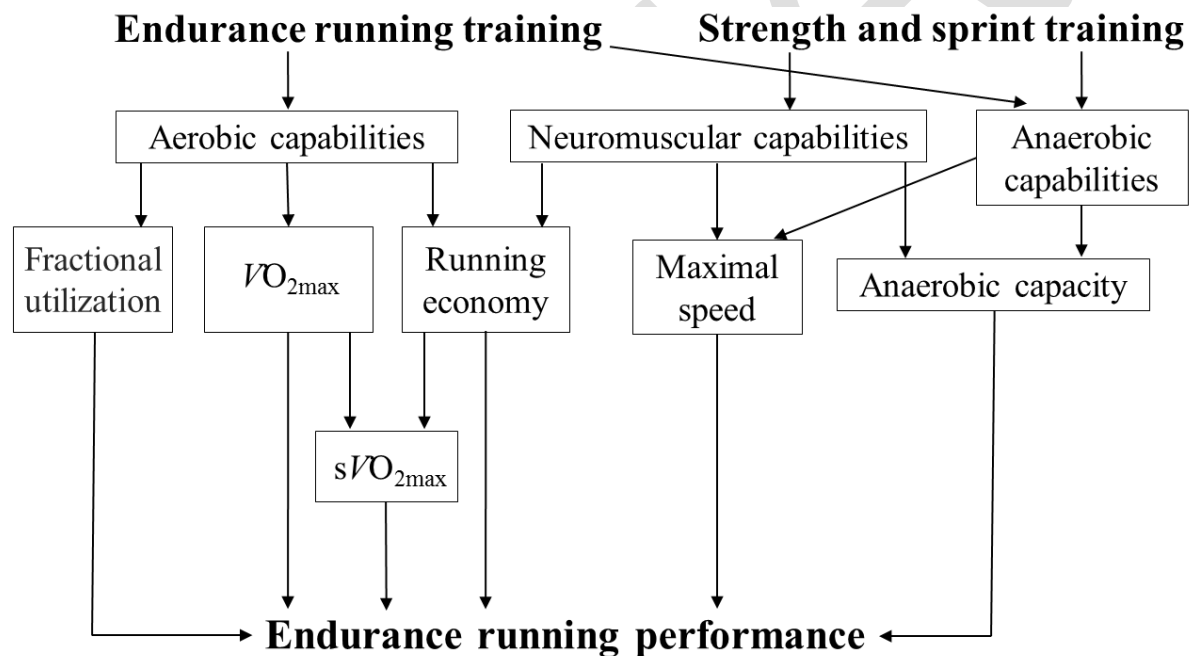 Endurance running training
Strength and sprint training
Aerobic capabilities
Neuromuscular capabilities
Anaerobic
capabilities
Fractional
utilization
VO2max
Running
economy
Maximal
speed
Anaerobic capacity
sVO2max
Endurance running performance